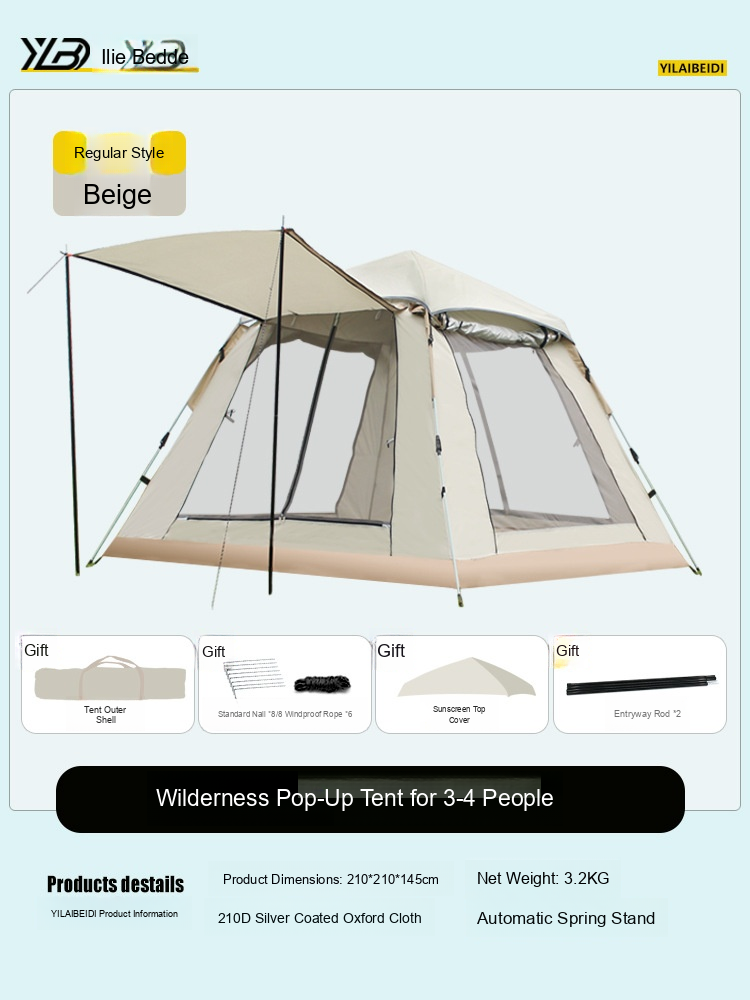 YLB Ilie Bedde
YILAIBEIDI
Regular Style
Beige
Gift
Tent Outer
Shell
Gift
Standard Nail *8/8 Windproof Rope *6
Gift
Sunscreen Top
Cover
Gift
Entryway Rod *2
Wilderness Pop-Up Tent for 3-4 People
Products destails
YILAIBEIDI Product Information
Product Dimensions: 210*210*145cm
210D Silver Coated Oxford Cloth
Net Weight: 3.2KG
Automatic Spring Stand